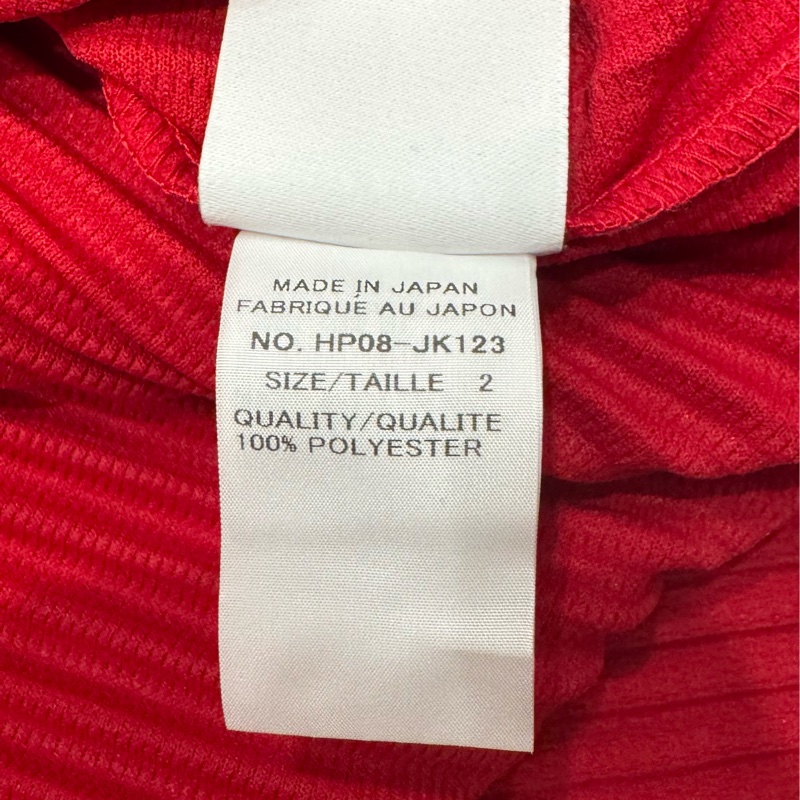 MADE IN JAPAN
FABRIQUÉ AU JAPON
NO. HP08-JK123
SIZE/TAILLE 2
QUALITY/QUALITE
100% POLYESTER